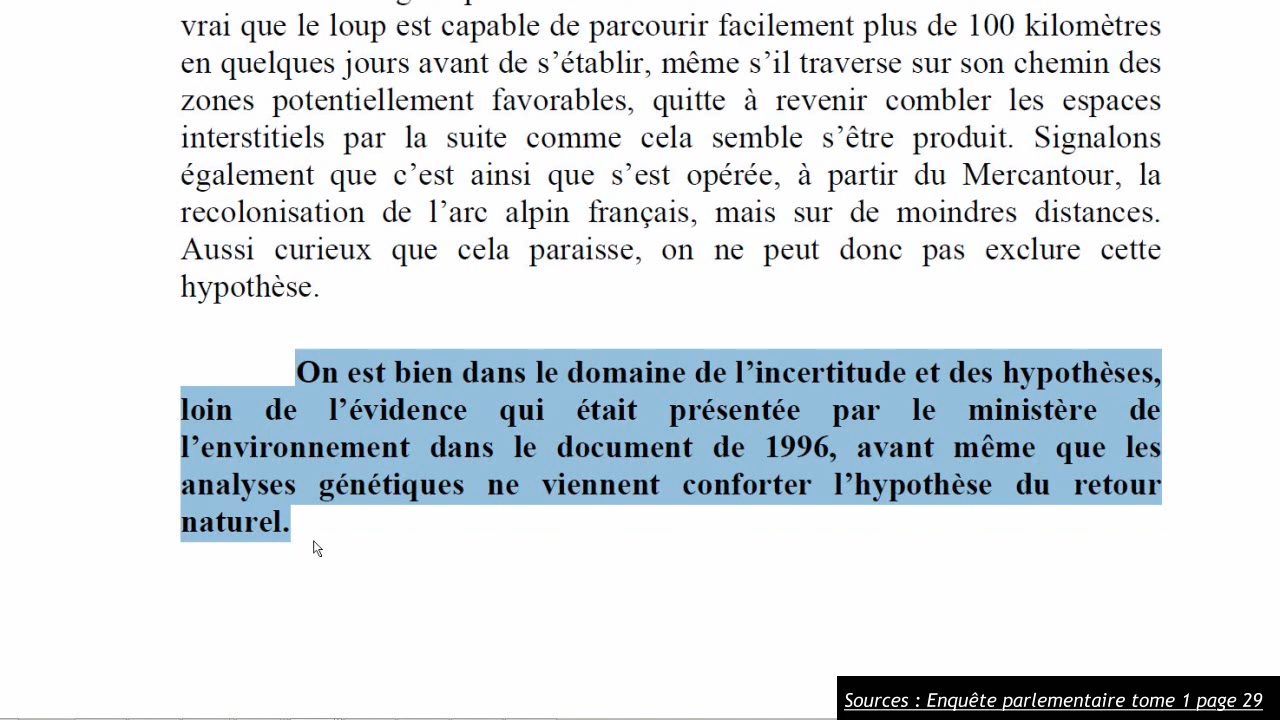 vrai que le loup est capable de parcourir facilement plus de 100 kilomètres
en quelques jours avant de s’établir, même s’il traverse sur son chemin des
zones potentiellement favorables, quitte à revenir combler les espaces
interstitiels par la suite comme cela semble s’être produit. Signalons
également que c’est ainsi que s’est opérée, à partir du Mercantour, la
recolonisation de l’arc alpin français, mais sur de moindres distances.
Aussi curieux que cela paraisse, on ne peut donc pas exclure cette
hypothèse.
On est bien dans le domaine de l’incertitude et des hypothèses,
loin de l’évidence qui était présentée par le ministère de
l’environnement dans le document de 1996, avant même que les
analyses génétiques ne viennent conforter l’hypothèse du retour
naturel.
Sources : Enquête parlementaire tome 1 page 29